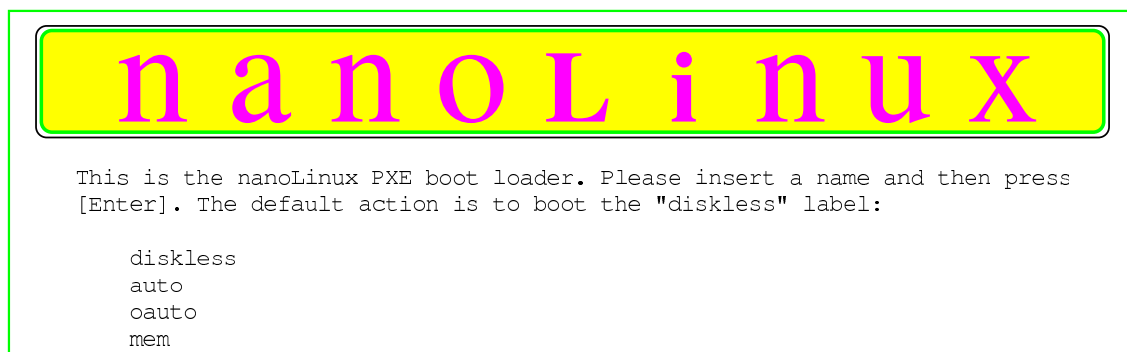 nanoLinux
This is the nanoLinux PXE boot loader. Please insert a name and then press
[Enter]. The default action is to boot the "diskless" label:
diskless
auto
oauto
mem